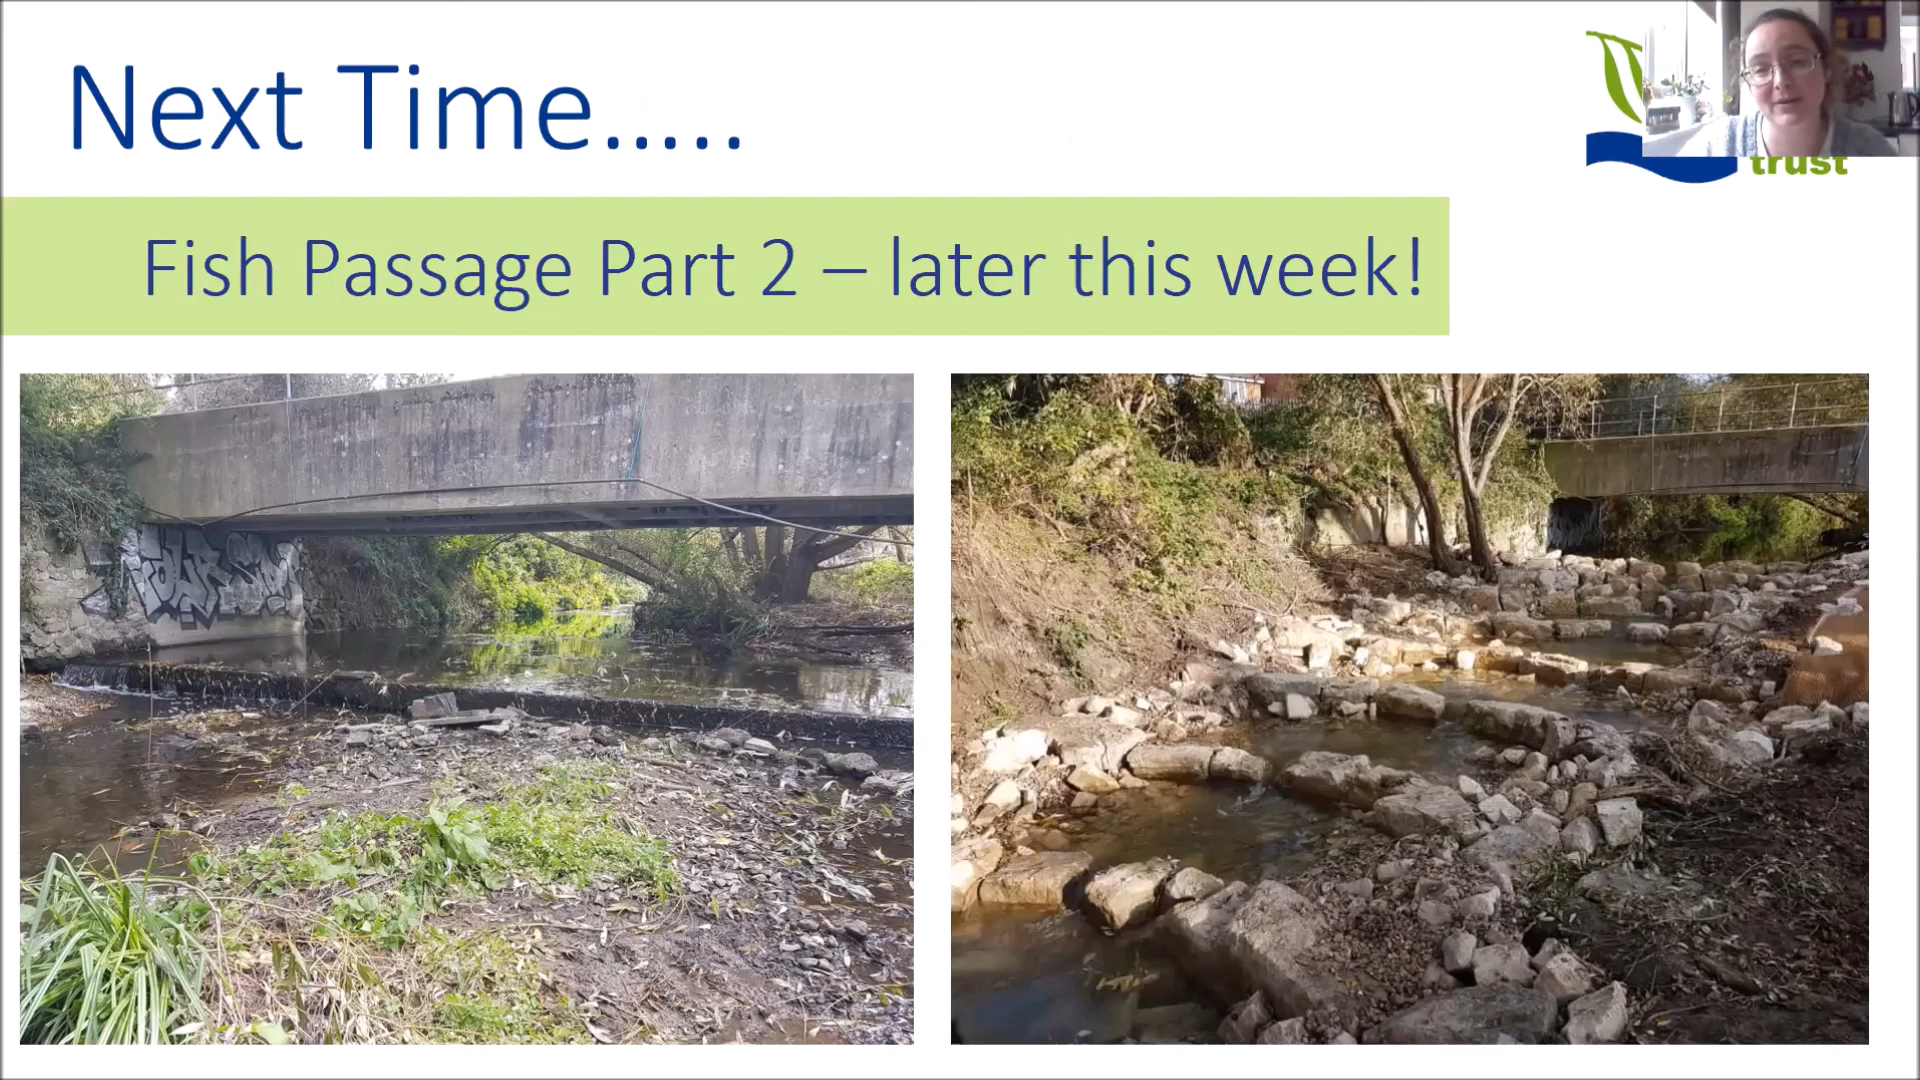 Next Time.....
trust
Fish Passage Part 2 – later this week!